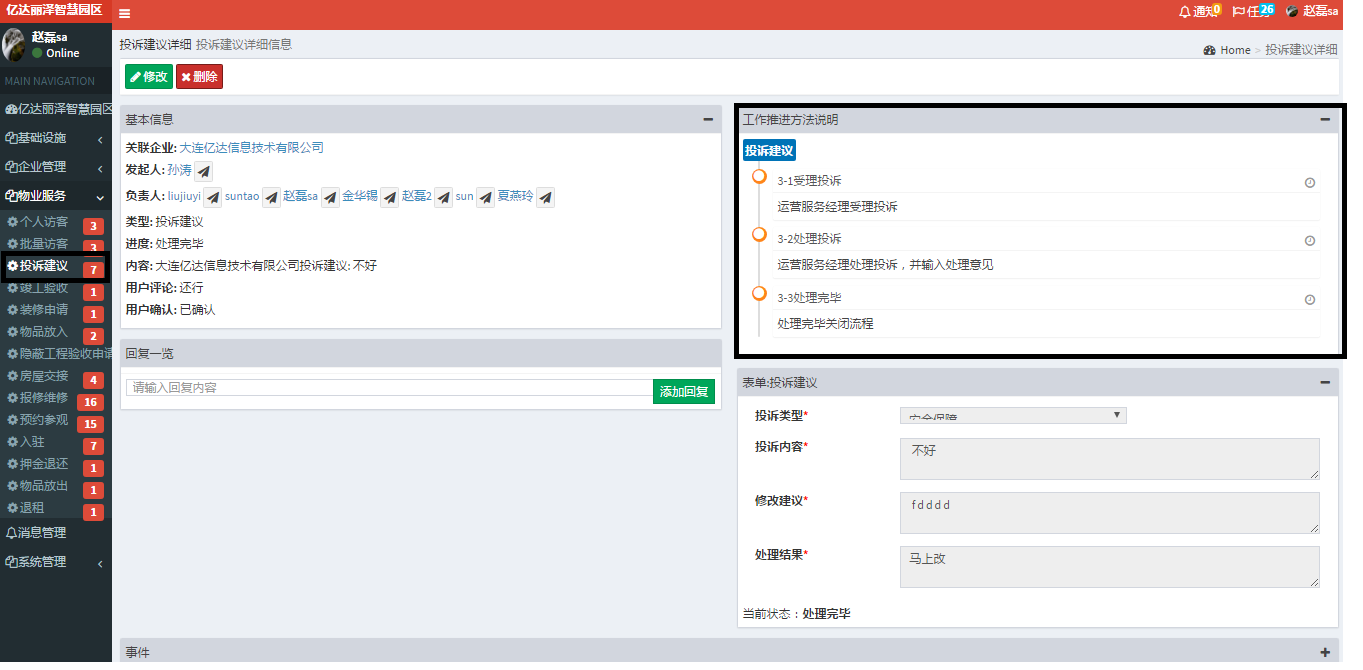 亿达丽泽智慧园区
通知 0
任务 26
赵磊sa
赵磊sa
Online
MAIN NAVIGATION
亿达丽泽智慧园区
基础设施
企业管理
物业服务
个人访客 3
批量访客 3
投诉建议 7
竣工验收 1
装修申请 1
物品放入 2
隐蔽工程验收申请
房屋交接 4
报修维修 16
预约参观 15
入驻 7
押金退还 1
物品放出 1
退租 1
消息管理
系统管理
投诉建议详细 投诉建议详细信息
Home > 投诉建议详细
修改 删除
基本信息
关联企业: 大连亿达信息技术有限公司
发起人: 孙涛
负责人: liujiuyi suntao 赵磊sa 金华锡 赵磊2 sun 夏燕玲
类型: 投诉建议
进度: 处理完毕
内容: 大连亿达信息技术有限公司投诉建议: 不好
用户评论: 还行
用户确认: 已确认
回复一览
请输入回复内容 添加回复
工作推进方法说明
投诉建议
3-1受理投诉
运营服务经理受理投诉
3-2处理投诉
运营服务经理处理投诉，并输入处理意见
3-3处理完毕
处理完毕关闭流程
表单:投诉建议
投诉类型* 安全保障
投诉内容* 不好
修改建议* fdddd
处理结果* 马上改
当前状态：处理完毕
事件